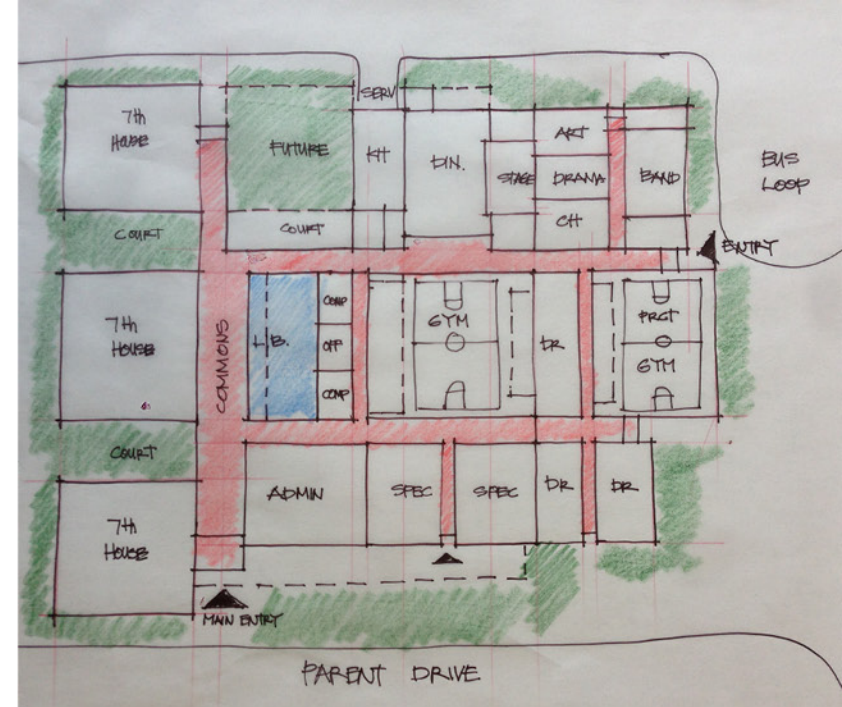 SERV
7th
HOUSE
FUTURE
KIT
DIN.
STAGE
ART
DRAMA
CH
BAND
BUS
LOOP
COURT
COURT
ENTRY
7th
HOUSE
COMMONS
LIB.
COMP
OFF
COMP
GYM
DR
PRCT
GYM
COURT
7th
HOUSE
ADMIN
SPEC
SPEC
DR
DR
MAIN ENTRY
PARENT DRIVE